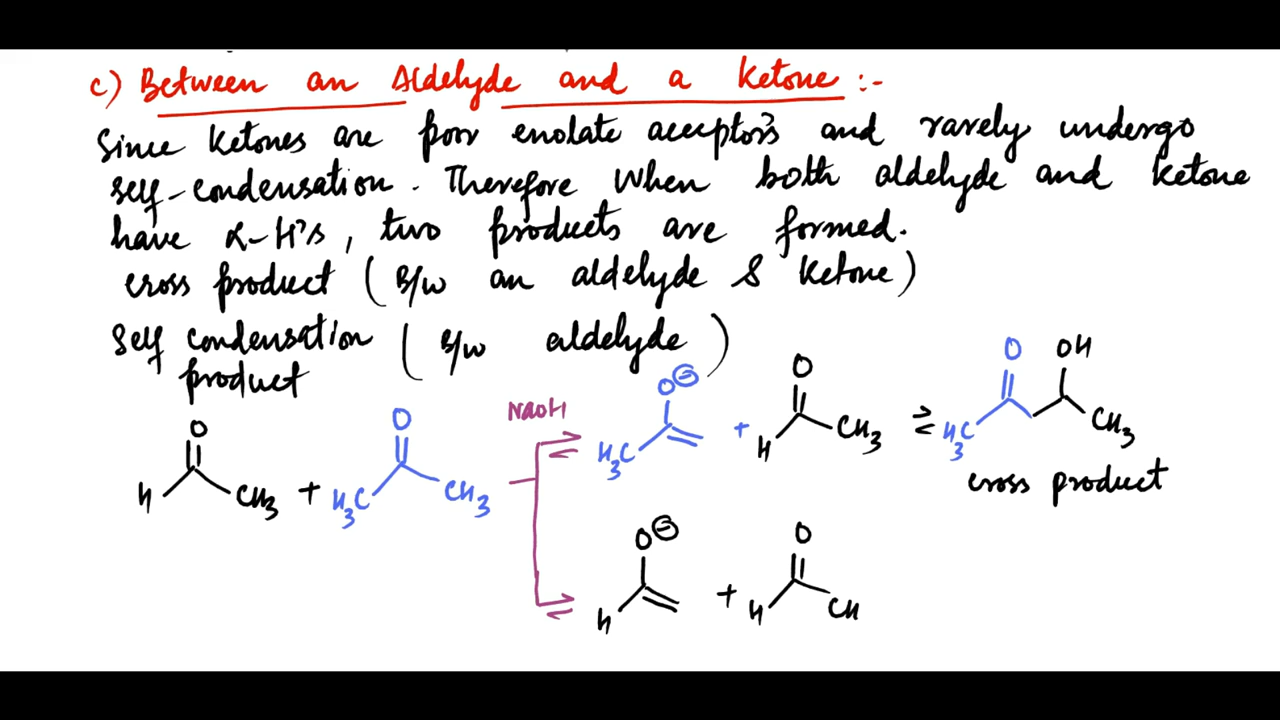 c) Between an Aldehyde and a Ketone :-
Since Ketones are poor enolate acceptors and rarely undergo
self-condensation. Therefore When both aldehyde and ketone
have α-H's, two products are formed.
cross product (B/w an aldehyde & Ketone)
Self condensation (B/w aldehyde)
product
O
H CH3 + H3C O CH3
NaOH
⇌ H3C O⊖ + H O CH3 ⇌ H3C O OH CH3
cross product
⇌ H O⊖ + H O CH